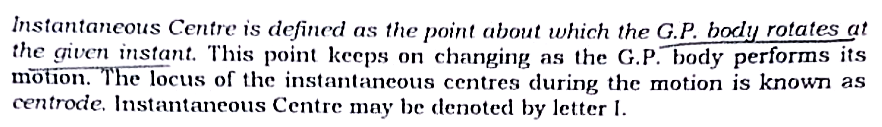 Instantaneous Centre is defined as the point about which the G.P. body rotates at
the given instant. This point keeps on changing as the G.P. body performs its
motion. The locus of the instantaneous centres during the motion is known as
centrode. Instantaneous Centre may be denoted by letter I.